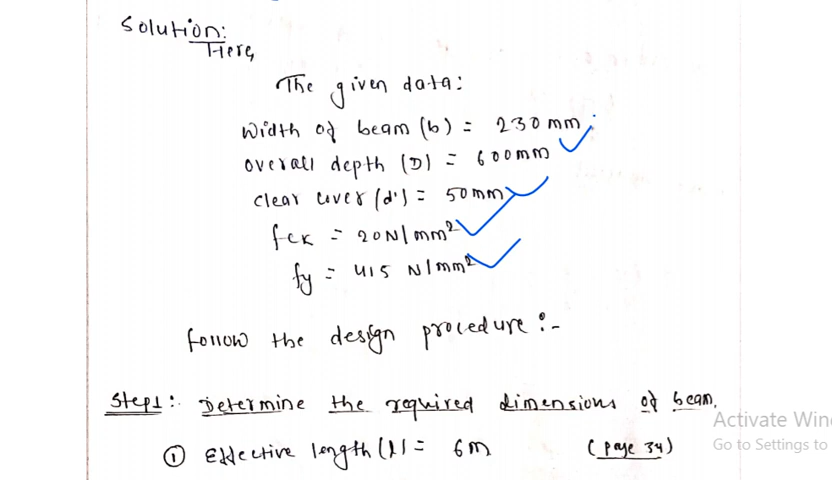 Solution:
Here,
The given data:
Width of beam (b) = 230 mm.
overall depth (D) = 600mm
clear cover (d') = 50mm
fck = 20 N/mm²
fy = 415 N/mm²
follow the design procedure :-
Step1: Determine the required dimensions of beam.
① Effective length (l) = 6m (page 34)
Activate Win
Go to Settings to